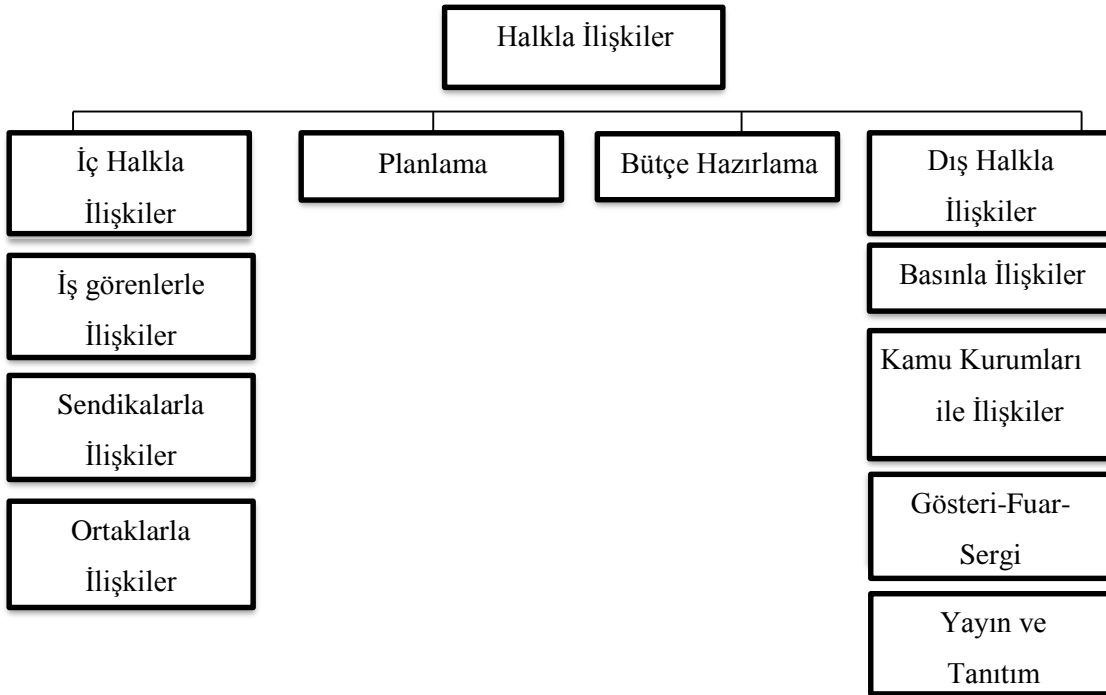 Halkla İlişkiler
İç Halkla
İlişkiler
Planlama
Bütçe Hazırlama
Dış Halkla
İlişkiler
İş görenlerle
İlişkiler
Sendikalarla
İlişkiler
Ortaklarla
İlişkiler
Basınla İlişkiler
Kamu Kurumları
ile İlişkiler
Gösteri-Fuar-
Sergi
Yayın ve
Tanıtım